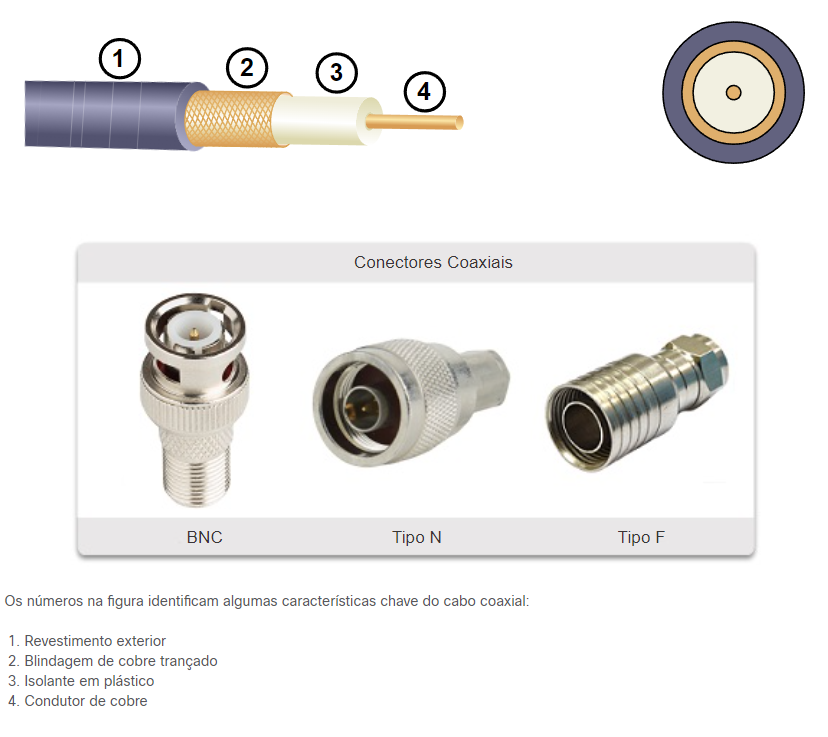 1
2
3
4
Conectores Coaxiais
BNC
Tipo N
Tipo F
Os números na figura identificam algumas características chave do cabo coaxial:
1. Revestimento exterior
2. Blindagem de cobre trançado
3. Isolante em plástico
4. Condutor de cobre